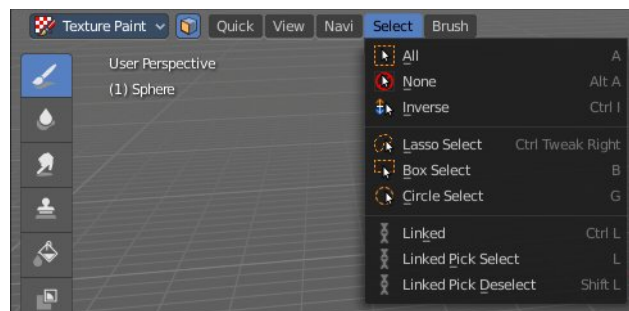 Texture Paint Quick View Navi Select Brush
User Perspective
(1) Sphere
All A
None Alt A
Inverse Ctrl I
Lasso Select Ctrl Tweak Right
Box Select B
Circle Select G
Linked Ctrl L
Linked Pick Select L
Linked Pick Deselect Shift L